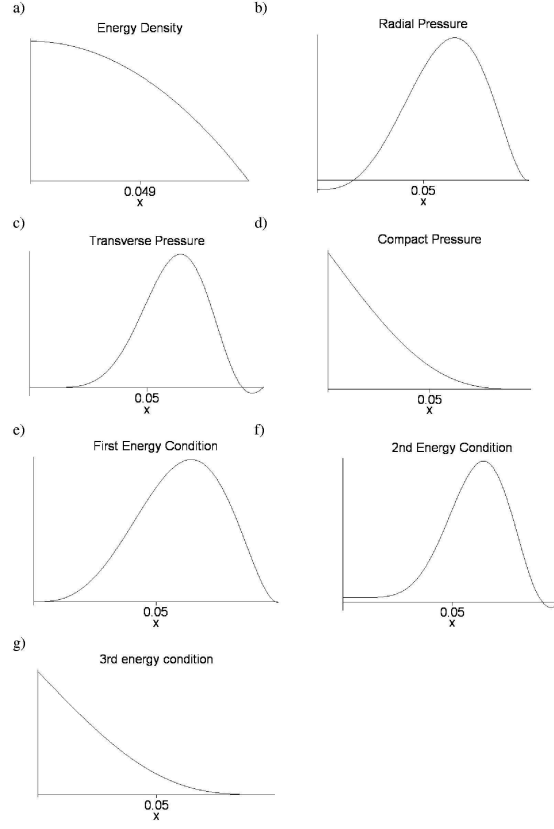 a)
Energy Density
0.049
x
b)
Radial Pressure
0.05
x
c)
Transverse Pressure
0.05
x
d)
Compact Pressure
0.05
x
e)
First Energy Condition
0.05
x
f)
2nd Energy Condition
0.05
x
g)
3rd energy condition
0.05
x